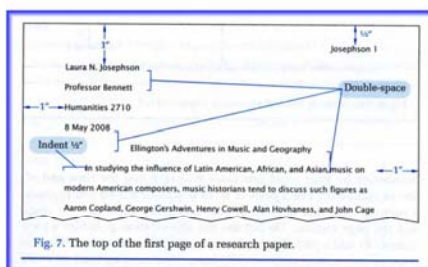 1"
½"
Josephson 1
Laura N. Josephson
Professor Bennett
Double-space
1" Humanities 2710
8 May 2008
Indent ½"
Ellington's Adventures in Music and Geography
In studying the influence of Latin American, African, and Asian music on 1"
modern American composers, music historians tend to discuss such figures as
Aaron Copland, George Gershwin, Henry Cowell, Alan Hovhaness, and John Cage
Fig. 7. The top of the first page of a research paper.